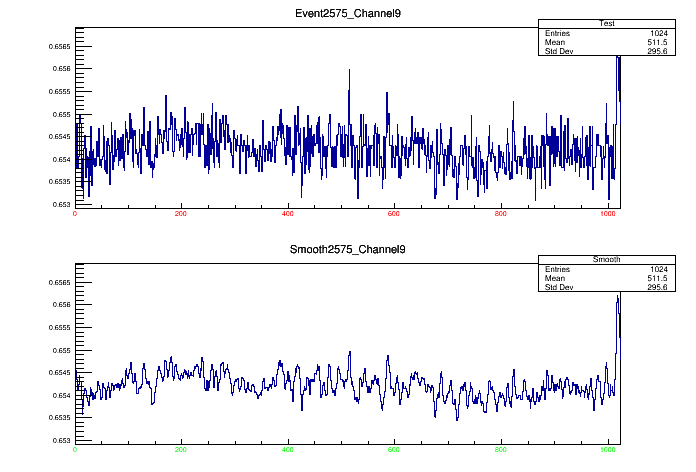 Event2575_Channel9
Test
Entries 1024
Mean 511.5
Std Dev 295.6
0.6565
0.656
0.6555
0.655
0.6545
0.654
0.6535
0.653
0 200 400 600 800 1000
Smooth2575_Channel9
Smooth
Entries 1024
Mean 511.5
Std Dev 295.6
0.6565
0.656
0.6555
0.655
0.6545
0.654
0.6535
0.653
0 200 400 600 800 1000